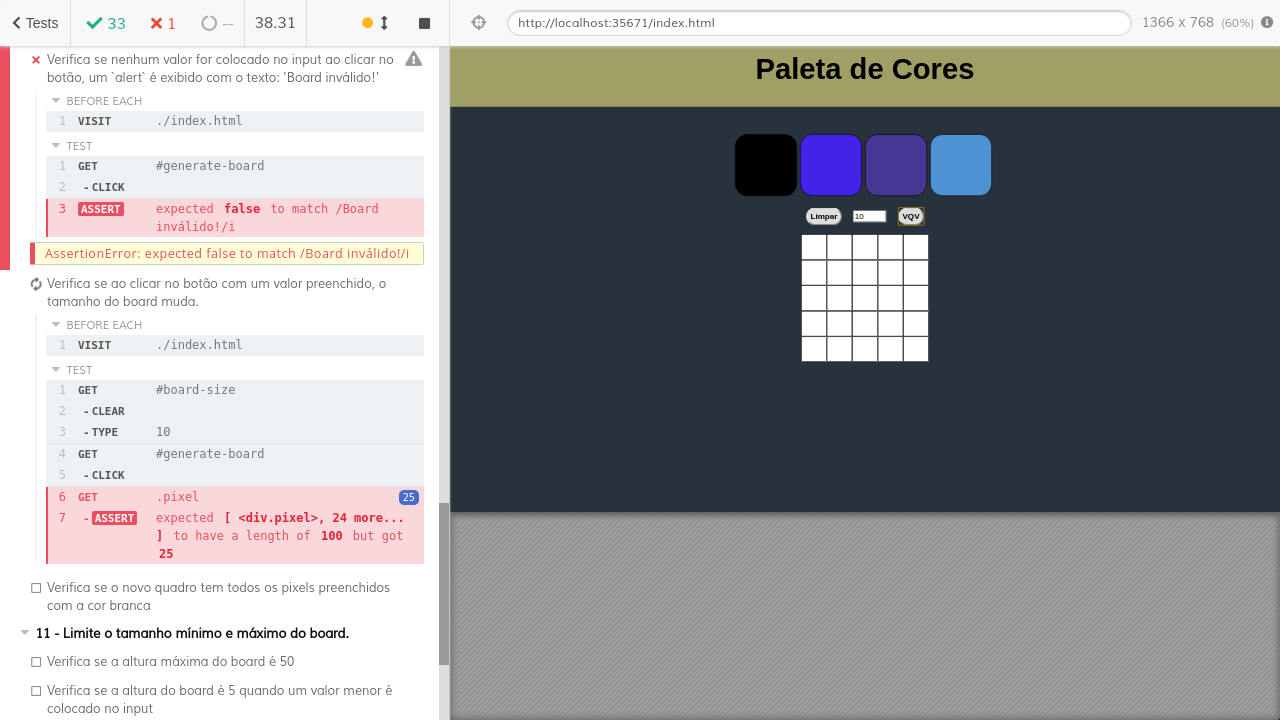 Tests
33
1
--
38.31
http://localhost:35671/index.html
1366 x 768 (60%)
Verifica se nenhum valor for colocado no input ao clicar no
botão, um `alert` é exibido com o texto: 'Board inválido!'
BEFORE EACH
1 VISIT ./index.html
TEST
1 GET #generate-board
2 - CLICK
3 ASSERT expected false to match /Board
inválido!/i
AssertionError: expected false to match /Board inválido!/i
Verifica se ao clicar no botão com um valor preenchido, o
tamanho do board muda.
BEFORE EACH
1 VISIT ./index.html
TEST
1 GET #board-size
2 - CLEAR
3 - TYPE 10
4 GET #generate-board
5 - CLICK
6 GET .pixel 25
7 - ASSERT expected [ <div.pixel>, 24 more...
] to have a length of 100 but got
25
Verifica se o novo quadro tem todos os pixels preenchidos
com a cor branca
11 - Limite o tamanho mínimo e máximo do board.
Verifica se a altura máxima do board é 50
Verifica se a altura do board é 5 quando um valor menor é
colocado no input
Paleta de Cores
Limpar
10
VQV